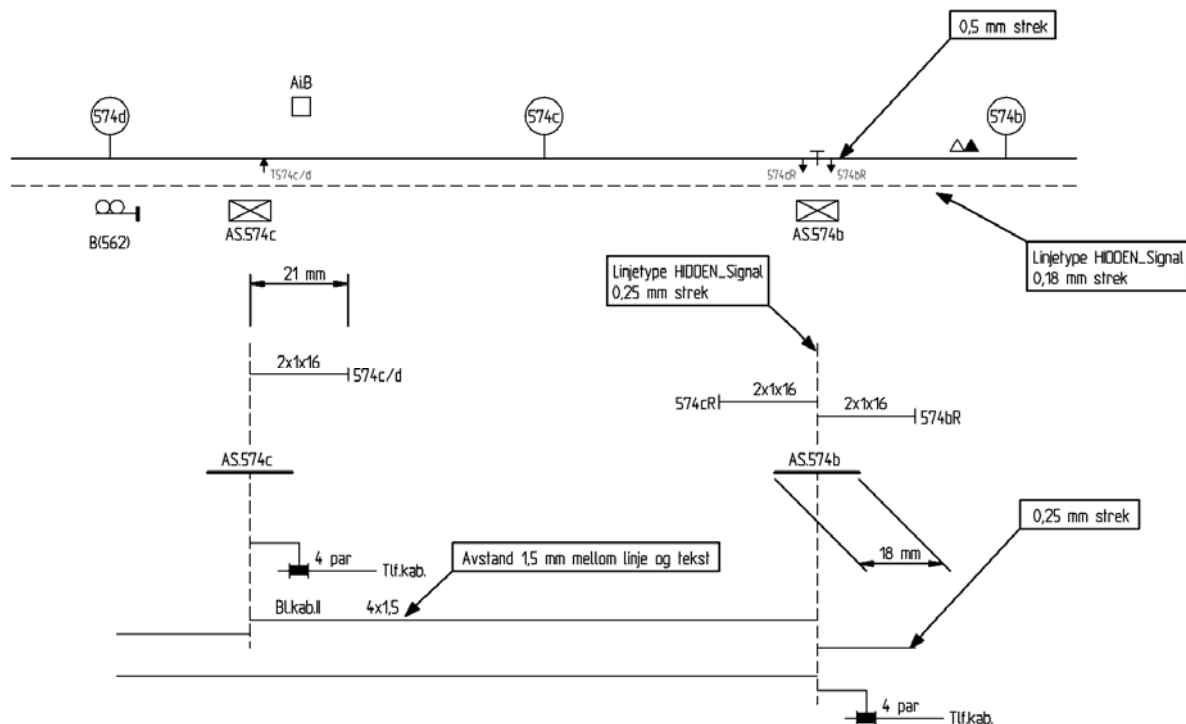 0,5 mm strek
Ai.B
574d
574c
574b
T574c/d
574cR
574bR
B(562)
AS.574c
AS.574b
Linjetype HIDDEN_Signal
0,18 mm strek
Linjetype HIDDEN_Signal
0,25 mm strek
21 mm
2x1x16
574c/d
574cR
2x1x16
2x1x16
574bR
AS.574c
AS.574b
0,25 mm strek
18 mm
4 par
Tlf.kab.
Avstand 1,5 mm mellom linje og tekst
Bl.kab.II
4x1,5
4 par
Tlf.kab.